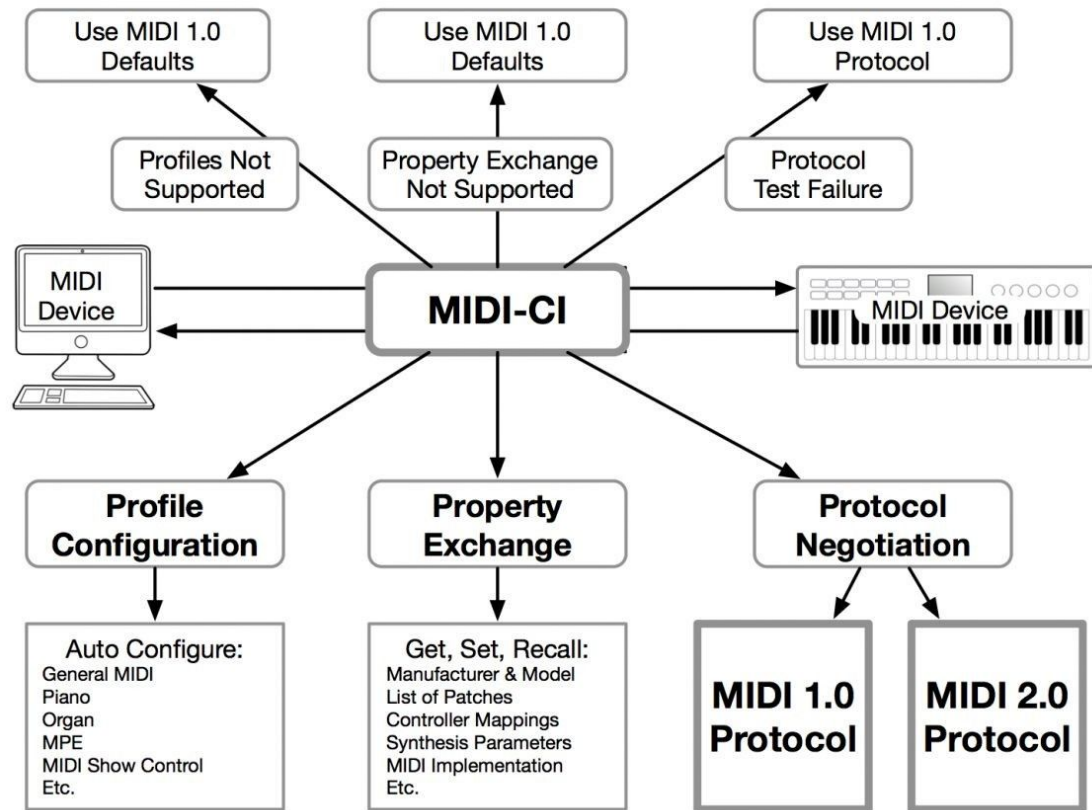 Use MIDI 1.0
Defaults
Use MIDI 1.0
Defaults
Use MIDI 1.0
Protocol
Profiles Not
Supported
Property Exchange
Not Supported
Protocol
Test Failure
MIDI
Device
MIDI-CI
MIDI Device
Profile
Configuration
Property
Exchange
Protocol
Negotiation
Auto Configure:
General MIDI
Piano
Organ
MPE
MIDI Show Control
Etc.
Get, Set, Recall:
Manufacturer & Model
List of Patches
Controller Mappings
Synthesis Parameters
MIDI Implementation
Etc.
MIDI 1.0
Protocol
MIDI 2.0
Protocol